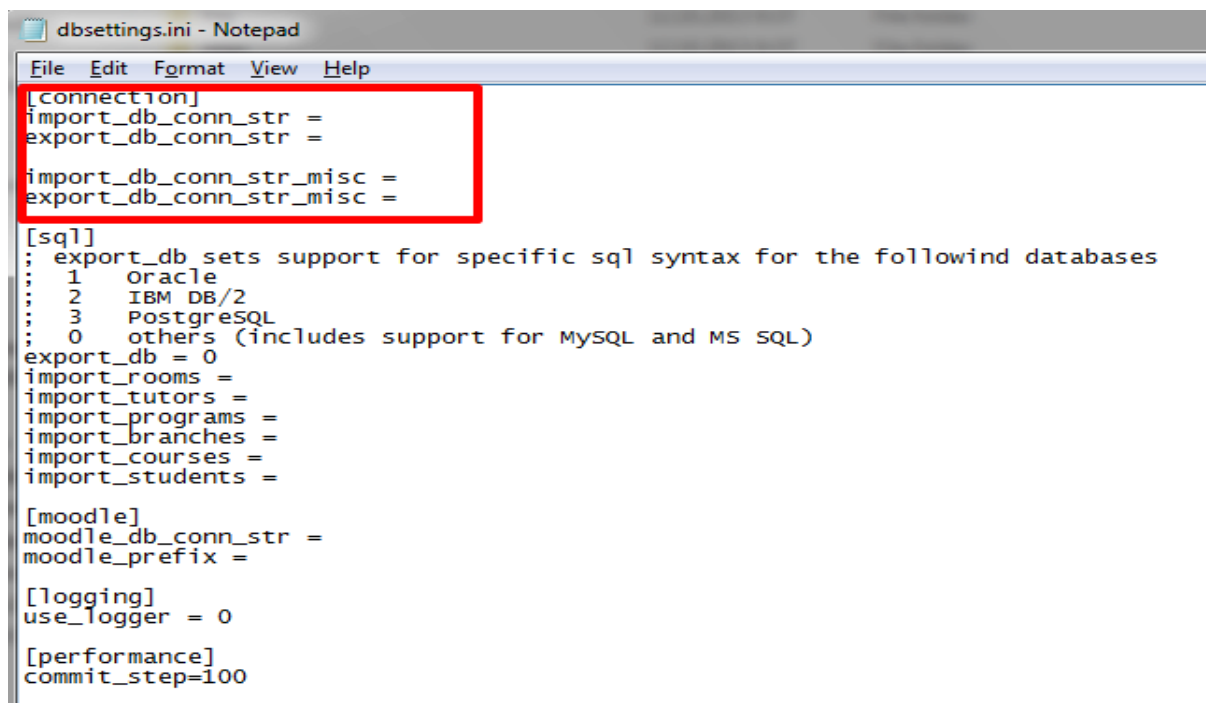 dbsettings.ini - Notepad
File Edit Format View Help
[connection]
import_db_conn_str =
export_db_conn_str =
import_db_conn_str_misc =
export_db_conn_str_misc =
[sql]
; export_db sets support for specific sql syntax for the followind databases
; 1 Oracle
; 2 IBM DB/2
; 3 PostgreSQL
; 0 others (includes support for MySQL and MS SQL)
export_db = 0
import_rooms =
import_tutors =
import_programs =
import_branches =
import_courses =
import_students =
[moodle]
moodle_db_conn_str =
moodle_prefix =
[logging]
use_logger = 0
[performance]
commit_step=100